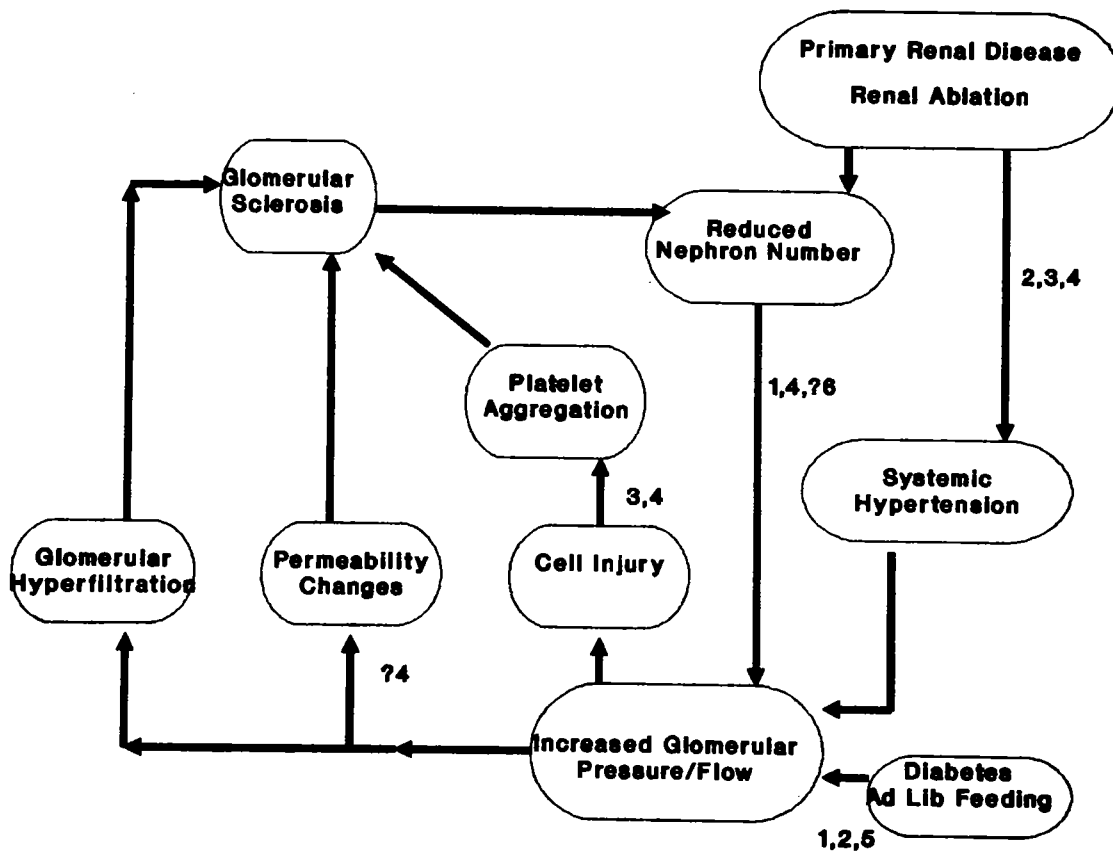 Primary Renal Disease
Renal Ablation
Glomerular
Sclerosis
Reduced
Nephron Number
2,3,4
Platelet
Aggregation
1,4,?6
Systemic
Hypertension
3,4
Glomerular
Hyperfiltration
Permeability
Changes
Cell Injury
?4
Increased Glomerular
Pressure/Flow
Diabetes
Ad Lib Feeding
1,2,5